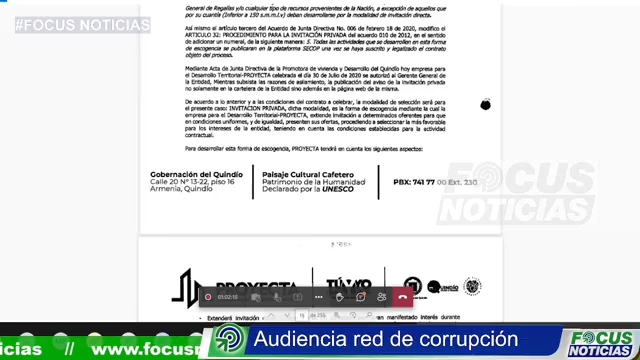 #FOCUS NOTICIAS
General de Regalías y/o cualquier tipo de recursos provenientes de la Nación, a excepción de aquellos que
por su cuantía (Inferior a 150 s.m.m.l.v) deban desarrollarse por la modalidad de invitación directa.
Así mismo el artículo tercero del Acuerdo de Junta Directiva No. 006 de febrero 18 de 2020, modifico el
ARTICULO 32: PROCEDIMIENTO PARA LA INVITACIÓN PRIVADA del acuerdo 010 de 2012, en el sentido
de adicionar un numeral, de la siguiente manera: 5. Todas las actividades que se desarrollen en esta forma
de escogencia se publicaran en la plataforma SECOP una vez se haya suscrito y legalizado el contrato
objeto del proceso.
Mediante Acta de Junta Directiva de la Promotora de vivienda y Desarrollo del Quindío hoy empresa para
el Desarrollo Territorial-PROYECTA celebrada el día 30 de Julio de 2020 se autorizó al Gerente General de
la Entidad, Mientras subsista las razones de aislamiento, la publicación del aviso de la invitación privada
no solamente en la cartelera de la Entidad sino además en la página web de la misma.
De acuerdo a lo anterior y a las condiciones del contrato a celebrar, la modalidad de selección será para
el presente caso: INVITACION PRIVADA, dicha modalidad, es la forma de escogencia mediante la cual la
empresa para el Desarrollo Territorial-PROYECTA, extiende invitación a determinados oferentes para que
en condiciones uniformes, y de igualdad, presenten sus ofertas, procediendo a seleccionar la más favorable
para los intereses de la entidad, teniendo en cuenta las condiciones establecidas para la actividad
contractual.
Para desarrollar esta forma de escogencia, PROYECTA tendrá en cuenta los siguientes aspectos:
Gobernación del Quindío
Calle 20 Nº 13-22, piso 16
Armenia, Quindío
Paisaje Cultural Cafetero
Patrimonio de la Humanidad
Declarado por la UNESCO
PBX: 741 77 00 Ext. 230
FOCUS
NOTICIAS
PROYECTA
TÚ Y YO
QUINDÍO
01:02:15
15 de 255
Extenderá invitación
manifestado interés durante
ias // www.focusn
Audiencia red de corrupción
FOCUS
NOTICIAS